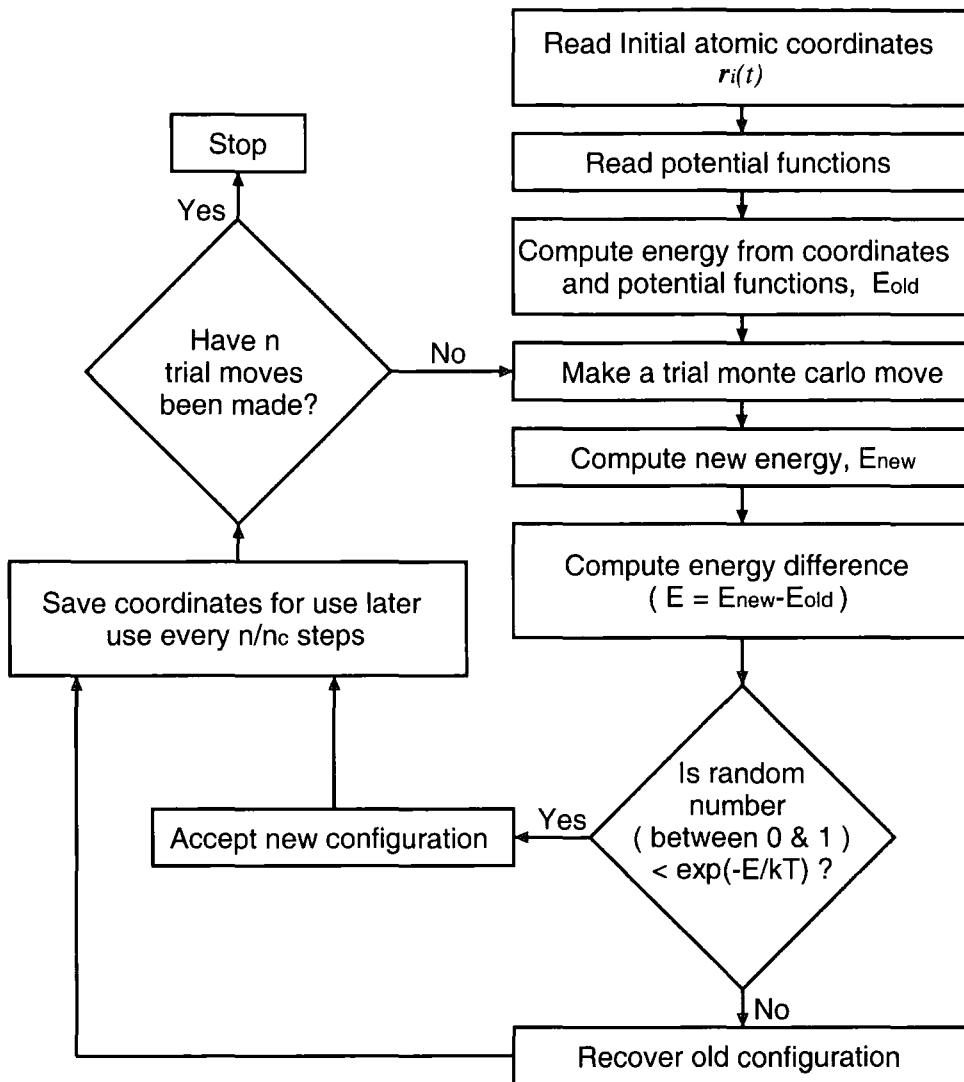 Read Initial atomic coordinates
ri(t)
Read potential functions
Compute energy from coordinates
and potential functions, Eold
Make a trial monte carlo move
Compute new energy, Enew
Compute energy difference
( E = Enew-Eold )
Is random
number
( between 0 & 1 )
< exp(-E/kT) ?
Yes
Accept new configuration
No
Recover old configuration
Save coordinates for use later
use every n/nc steps
Have n
trial moves
been made?
No
Yes
Stop